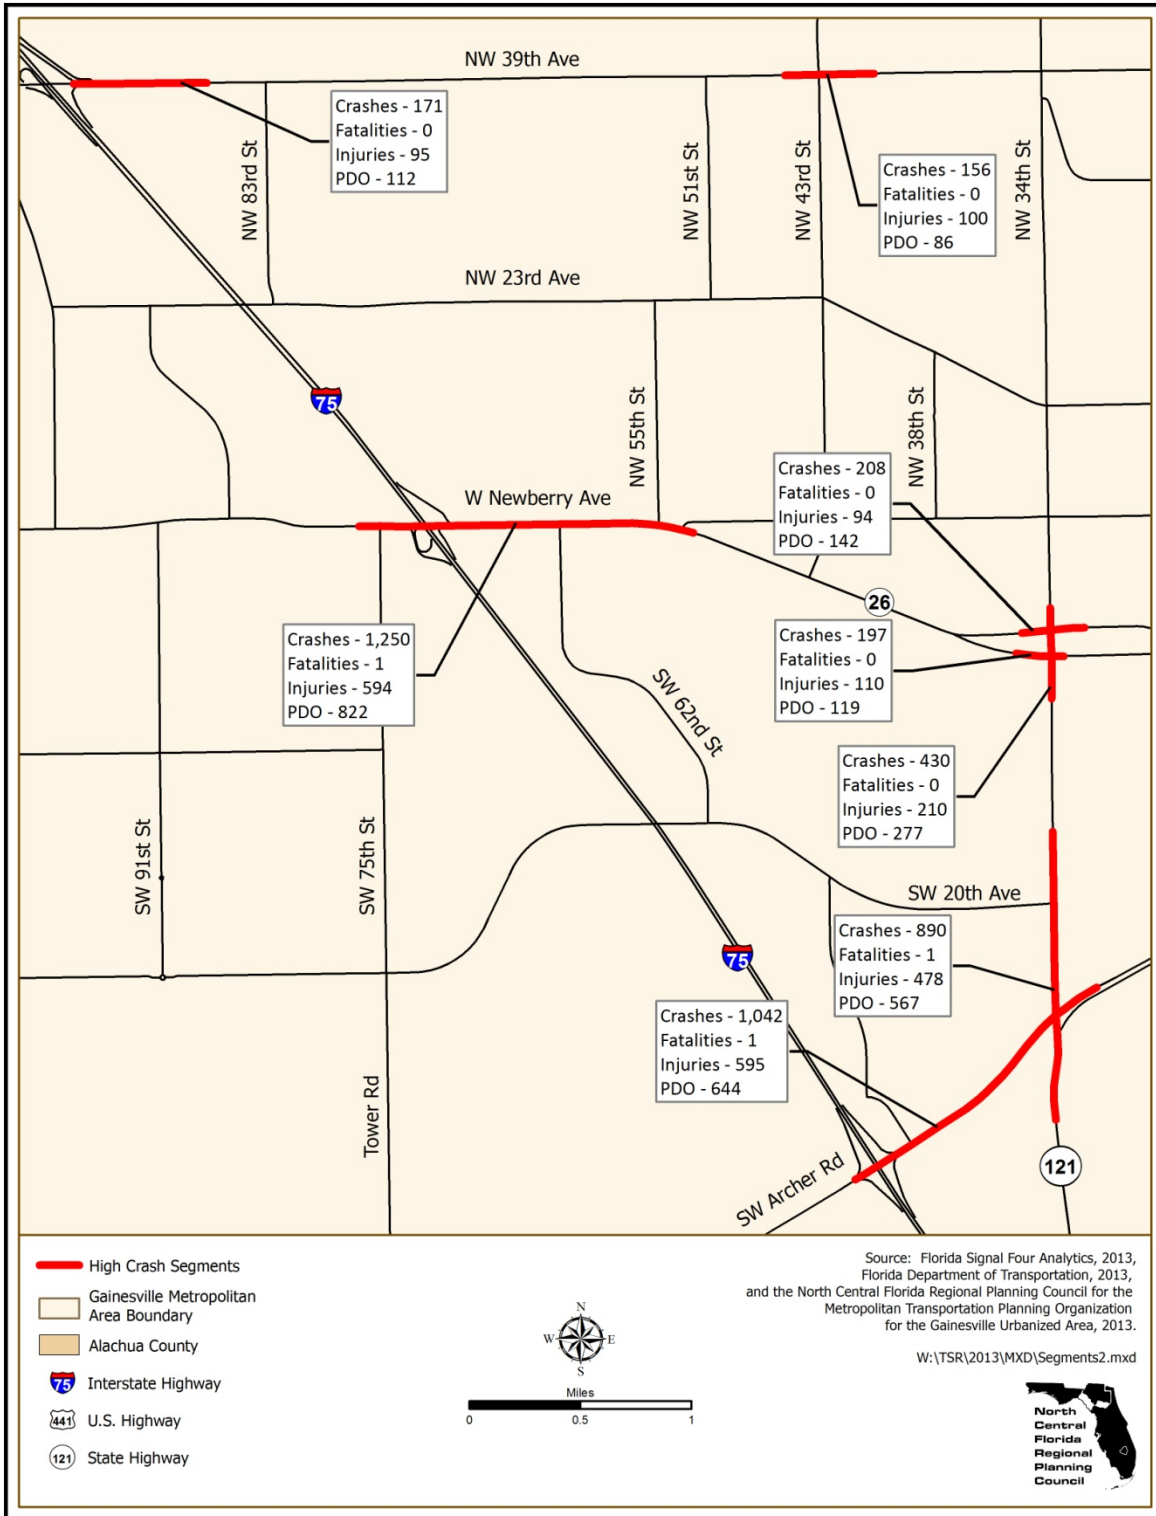 NW 39th Ave
Crashes - 171
Fatalities - 0
Injuries - 95
PDO - 112
NW 83rd St
NW 51st St
NW 43rd St
NW 34th St
Crashes - 156
Fatalities - 0
Injuries - 100
PDO - 86
NW 23rd Ave
75
NW 55th St
NW 38th St
W Newberry Ave
Crashes - 208
Fatalities - 0
Injuries - 94
PDO - 142
26
Crashes - 1,250
Fatalities - 1
Injuries - 594
PDO - 822
Crashes - 197
Fatalities - 0
Injuries - 110
PDO - 119
SW 62nd St
Crashes - 430
Fatalities - 0
Injuries - 210
PDO - 277
SW 91st St
SW 75th St
SW 20th Ave
Crashes - 890
Fatalities - 1
Injuries - 478
PDO - 567
75
Crashes - 1,042
Fatalities - 1
Injuries - 595
PDO - 644
Tower Rd
SW Archer Rd
121
High Crash Segments
Gainesville Metropolitan
Area Boundary
Alachua County
75 Interstate Highway
441 U.S. Highway
121 State Highway
N
W E
S
Miles
0 0.5 1
Source: Florida Signal Four Analytics, 2013,
Florida Department of Transportation, 2013,
and the North Central Florida Regional Planning Council for the
Metropolitan Transportation Planning Organization
for the Gainesville Urbanized Area, 2013.
W:\TSR\2013\MXD\Segments2.mxd
North
Central
Florida
Regional
Planning
Council